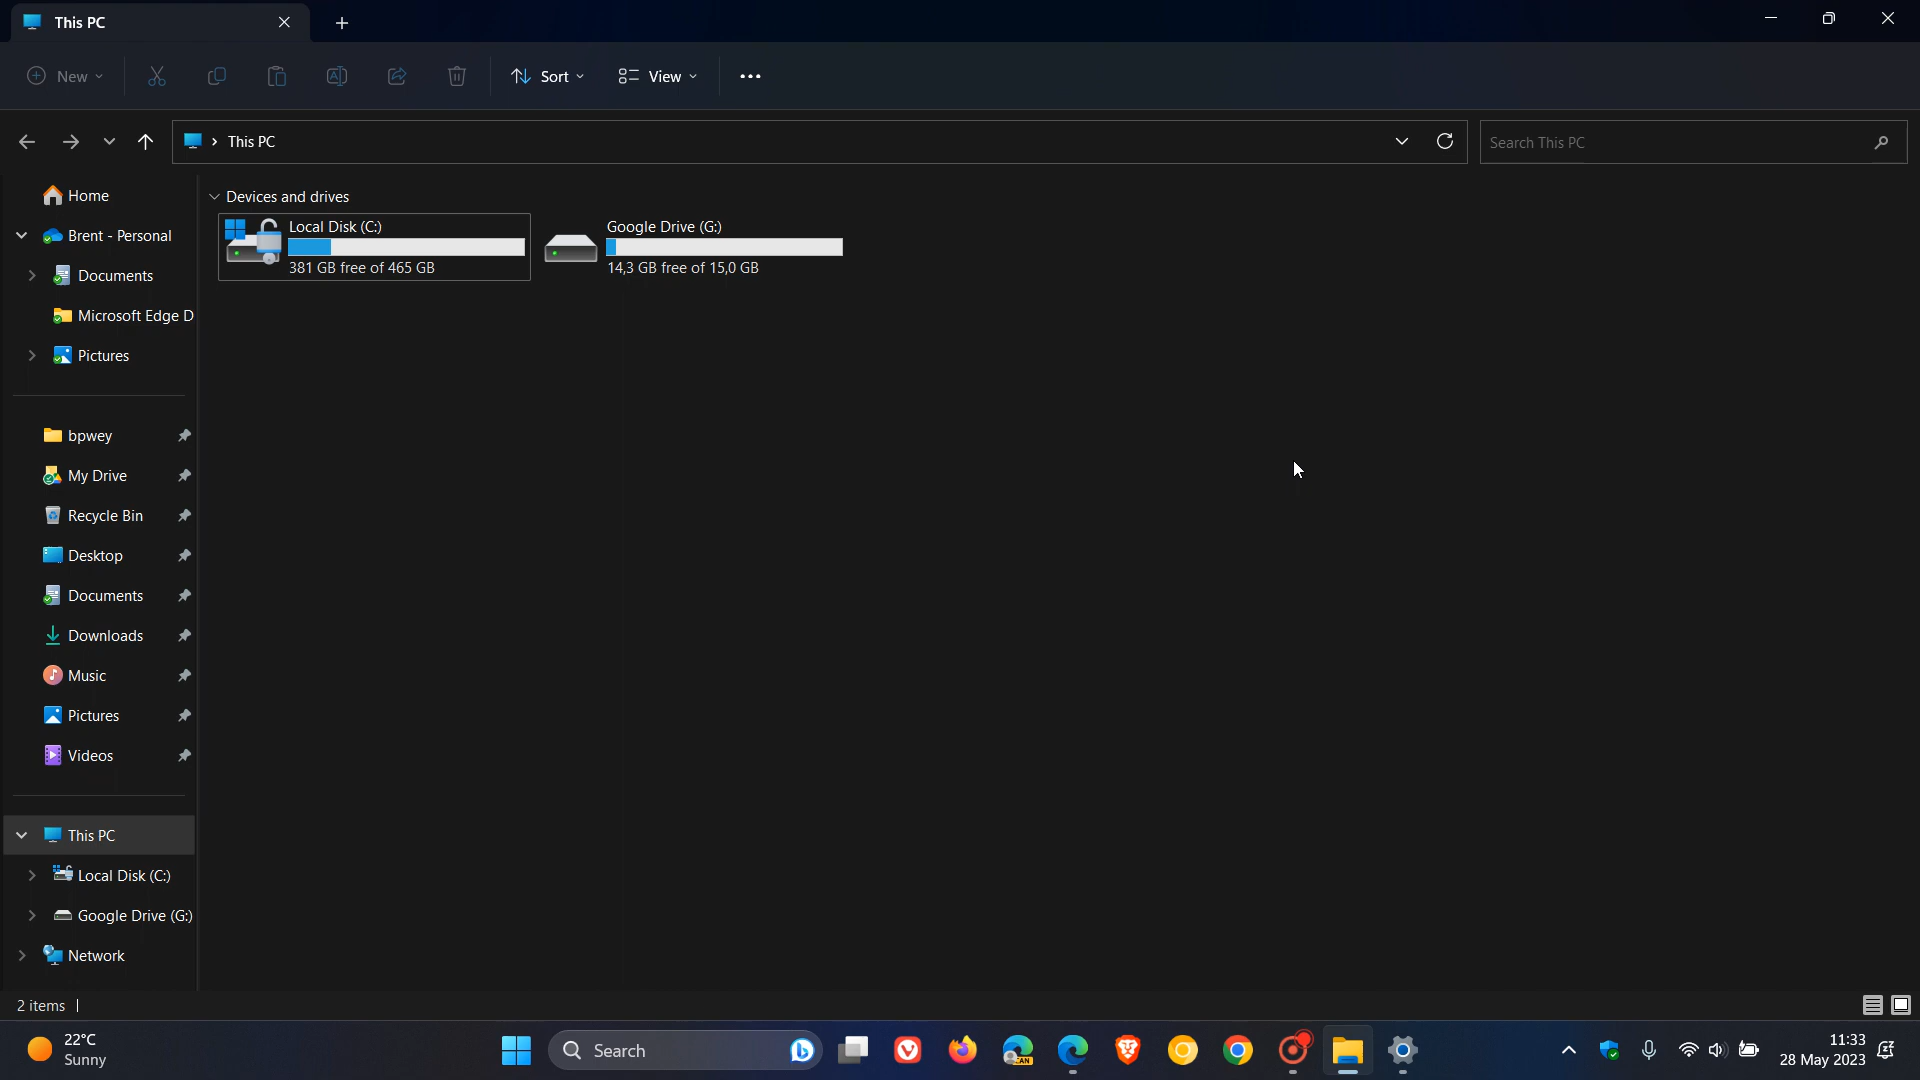 This PC
New
Sort
View
This PC
Search This PC
Home
Brent - Personal
Documents
Microsoft Edge D
Pictures
bpwey
My Drive
Recycle Bin
Desktop
Documents
Downloads
Music
Pictures
Videos
This PC
Local Disk (C:)
Google Drive (G:)
Network
Devices and drives
Local Disk (C:)
381 GB free of 465 GB
Google Drive (G:)
14,3 GB free of 15,0 GB
2 items
22°C
Sunny
Search
CAN
11:33
28 May 2023